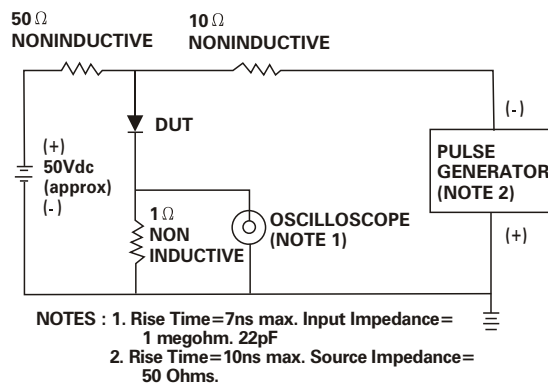 50 Ω
NONINDUCTIVE
10 Ω
NONINDUCTIVE
DUT
(+)
50Vdc
(approx)
(-)
1 Ω
NON
INDUCTIVE
OSCILLOSCOPE
(NOTE 1)
(-)
PULSE
GENERATOR
(NOTE 2)
(+)
NOTES : 1. Rise Time=7ns max. Input Impedance=
1 megohm. 22pF
2. Rise Time=10ns max. Source Impedance=
50 Ohms.